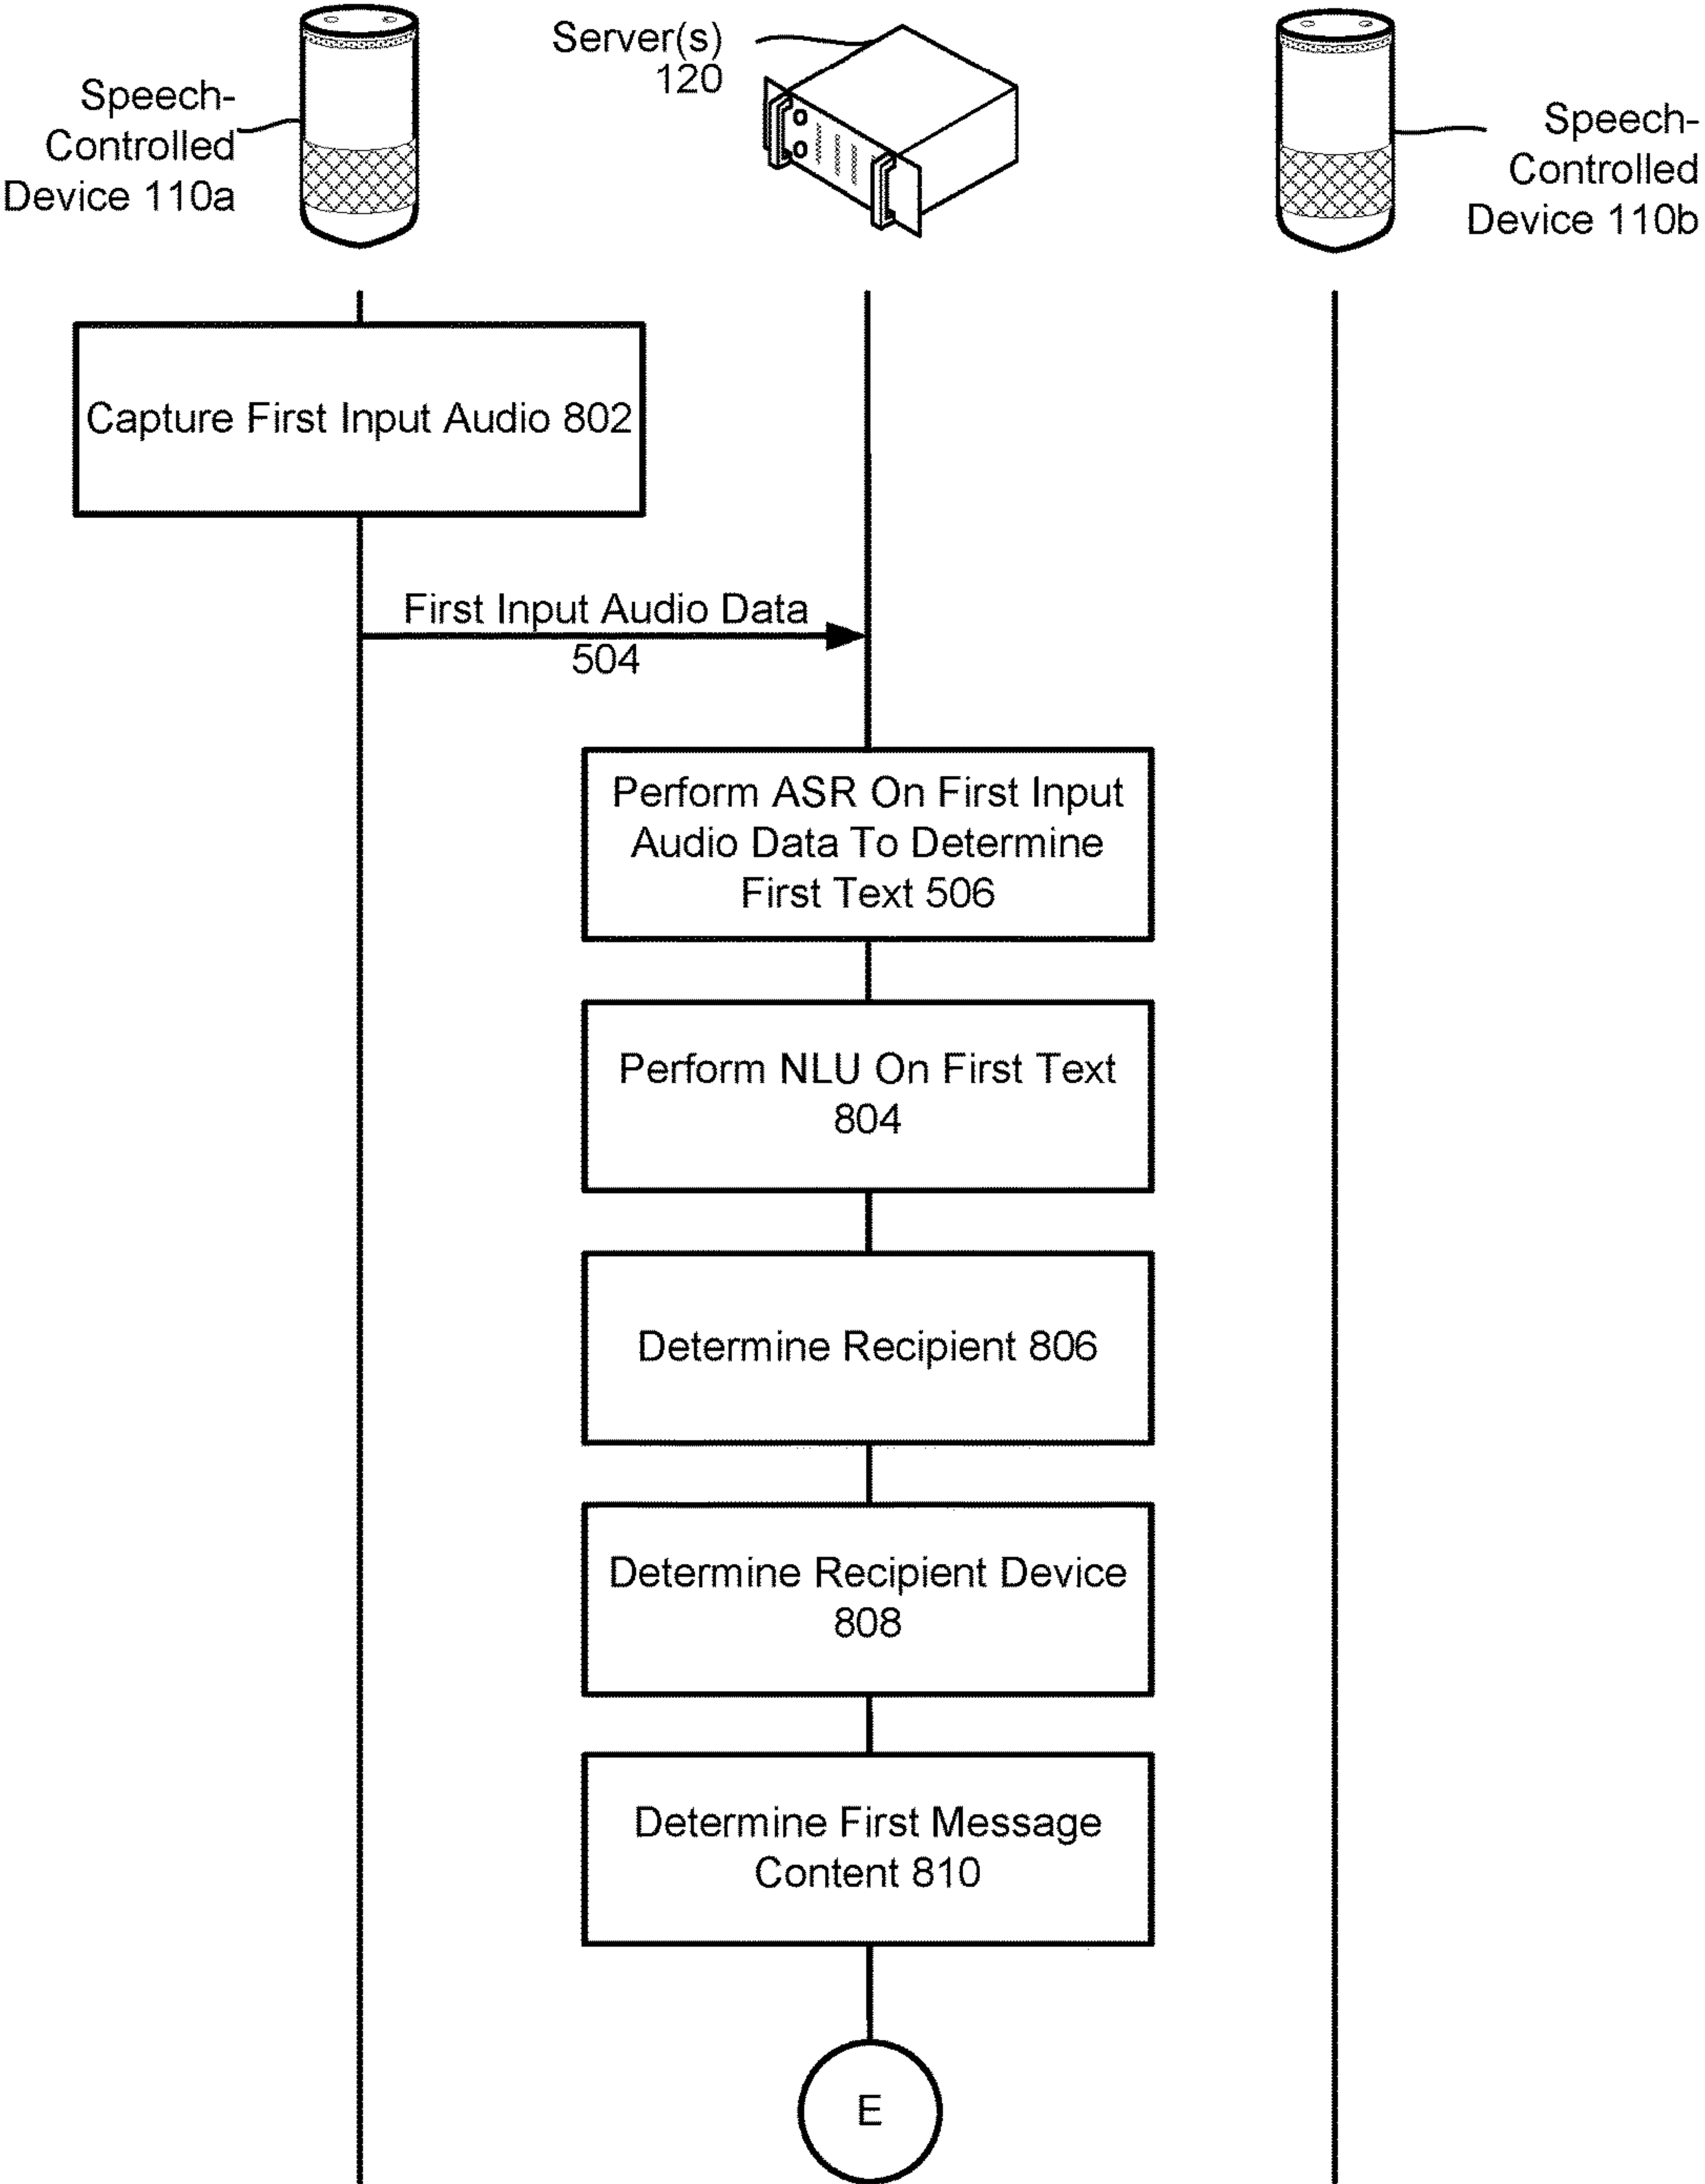 Speech-
Controlled
Device 110a
Server(s)
120
Speech-
Controlled
Device 110b
Capture First Input Audio 802
First Input Audio Data
504
Perform ASR On First Input
Audio Data To Determine
First Text 506
Perform NLU On First Text
804
Determine Recipient 806
Determine Recipient Device
808
Determine First Message
Content 810
E